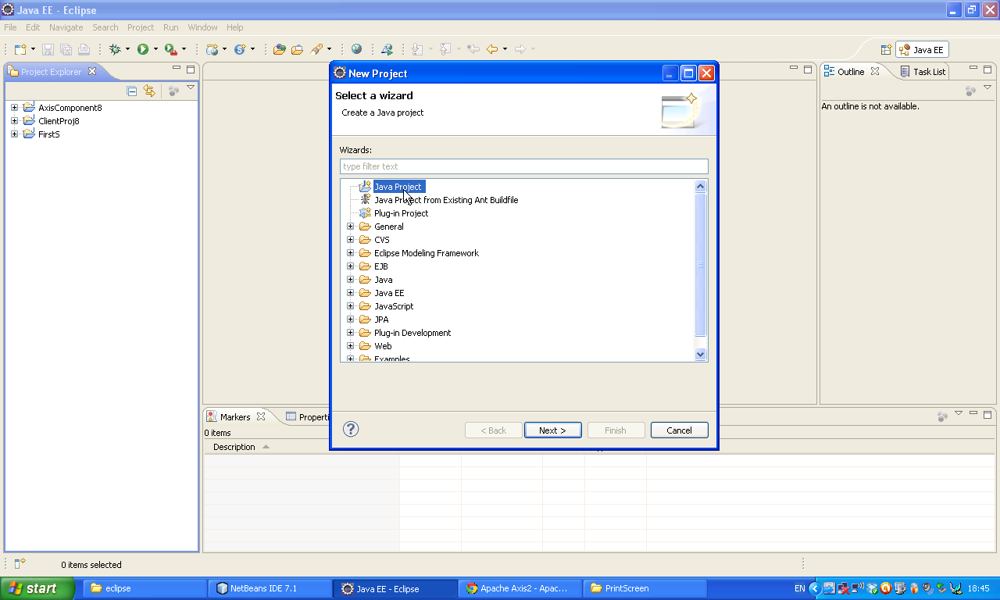 Java EE - Eclipse
File Edit Navigate Search Project Run Window Help
Java EE
Project Explorer
AxisComponent8
ClientProj8
FirstS
New Project
Select a wizard
Create a Java project
Wizards:
type filter text
Java Project
Java Project from Existing Ant Buildfile
Plug-in Project
General
CVS
Eclipse Modeling Framework
EJB
Java
Java EE
JavaScript
JPA
Plug-in Development
Web
Examples
? < Back Next > Finish Cancel
Outline Task List
An outline is not available.
Markers Properti
0 items
Description
0 items selected
start eclipse NetBeans IDE 7.1 Java EE - Eclipse Apache Axis2 - Apac... PrintScreen EN 18:45